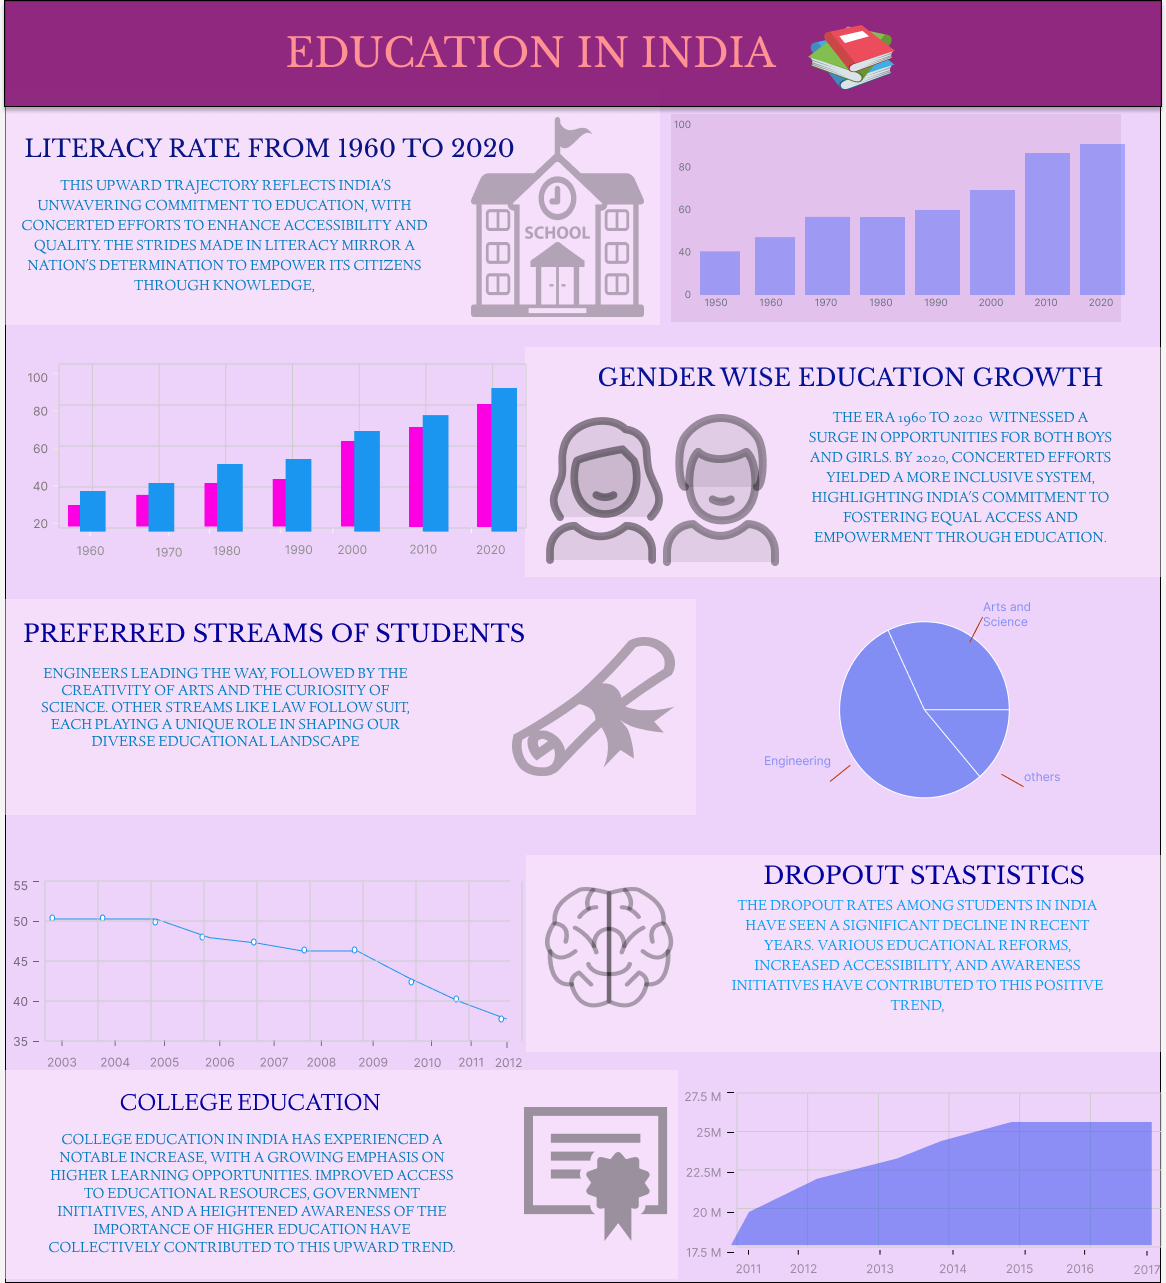 EDUCATION IN INDIA
LITERACY RATE FROM 1960 TO 2020
THIS UPWARD TRAJECTORY REFLECTS INDIA'S
UNWAVERING COMMITMENT TO EDUCATION, WITH
CONCERTED EFFORTS TO ENHANCE ACCESSIBILITY AND
QUALITY. THE STRIDES MADE IN LITERACY MIRROR A
NATION'S DETERMINATION TO EMPOWER ITS CITIZENS
THROUGH KNOWLEDGE,
SCHOOL
100
80
60
40
0
1950 1960 1970 1980 1990 2000 2010 2020
100
80
60
40
20
1960 1970 1980 1990 2000 2010 2020
GENDER WISE EDUCATION GROWTH
THE ERA 1960 TO 2020 WITNESSED A
SURGE IN OPPORTUNITIES FOR BOTH BOYS
AND GIRLS. BY 2020, CONCERTED EFFORTS
YIELDED A MORE INCLUSIVE SYSTEM,
HIGHLIGHTING INDIA'S COMMITMENT TO
FOSTERING EQUAL ACCESS AND
EMPOWERMENT THROUGH EDUCATION.
PREFERRED STREAMS OF STUDENTS
ENGINEERS LEADING THE WAY, FOLLOWED BY THE
CREATIVITY OF ARTS AND THE CURIOSITY OF
SCIENCE. OTHER STREAMS LIKE LAW FOLLOW SUIT,
EACH PLAYING A UNIQUE ROLE IN SHAPING OUR
DIVERSE EDUCATIONAL LANDSCAPE
Arts and
Science
Engineering
others
55
50
45
40
35
2003 2004 2005 2006 2007 2008 2009 2010 2011 2012
DROPOUT STASTISTICS
THE DROPOUT RATES AMONG STUDENTS IN INDIA
HAVE SEEN A SIGNIFICANT DECLINE IN RECENT
YEARS. VARIOUS EDUCATIONAL REFORMS,
INCREASED ACCESSIBILITY, AND AWARENESS
INITIATIVES HAVE CONTRIBUTED TO THIS POSITIVE
TREND,
COLLEGE EDUCATION
COLLEGE EDUCATION IN INDIA HAS EXPERIENCED A
NOTABLE INCREASE, WITH A GROWING EMPHASIS ON
HIGHER LEARNING OPPORTUNITIES. IMPROVED ACCESS
TO EDUCATIONAL RESOURCES, GOVERNMENT
INITIATIVES, AND A HEIGHTENED AWARENESS OF THE
IMPORTANCE OF HIGHER EDUCATION HAVE
COLLECTIVELY CONTRIBUTED TO THIS UPWARD TREND.
27.5 M
25M
22.5M
20 M
17.5 M
2011 2012 2013 2014 2015 2016 2017